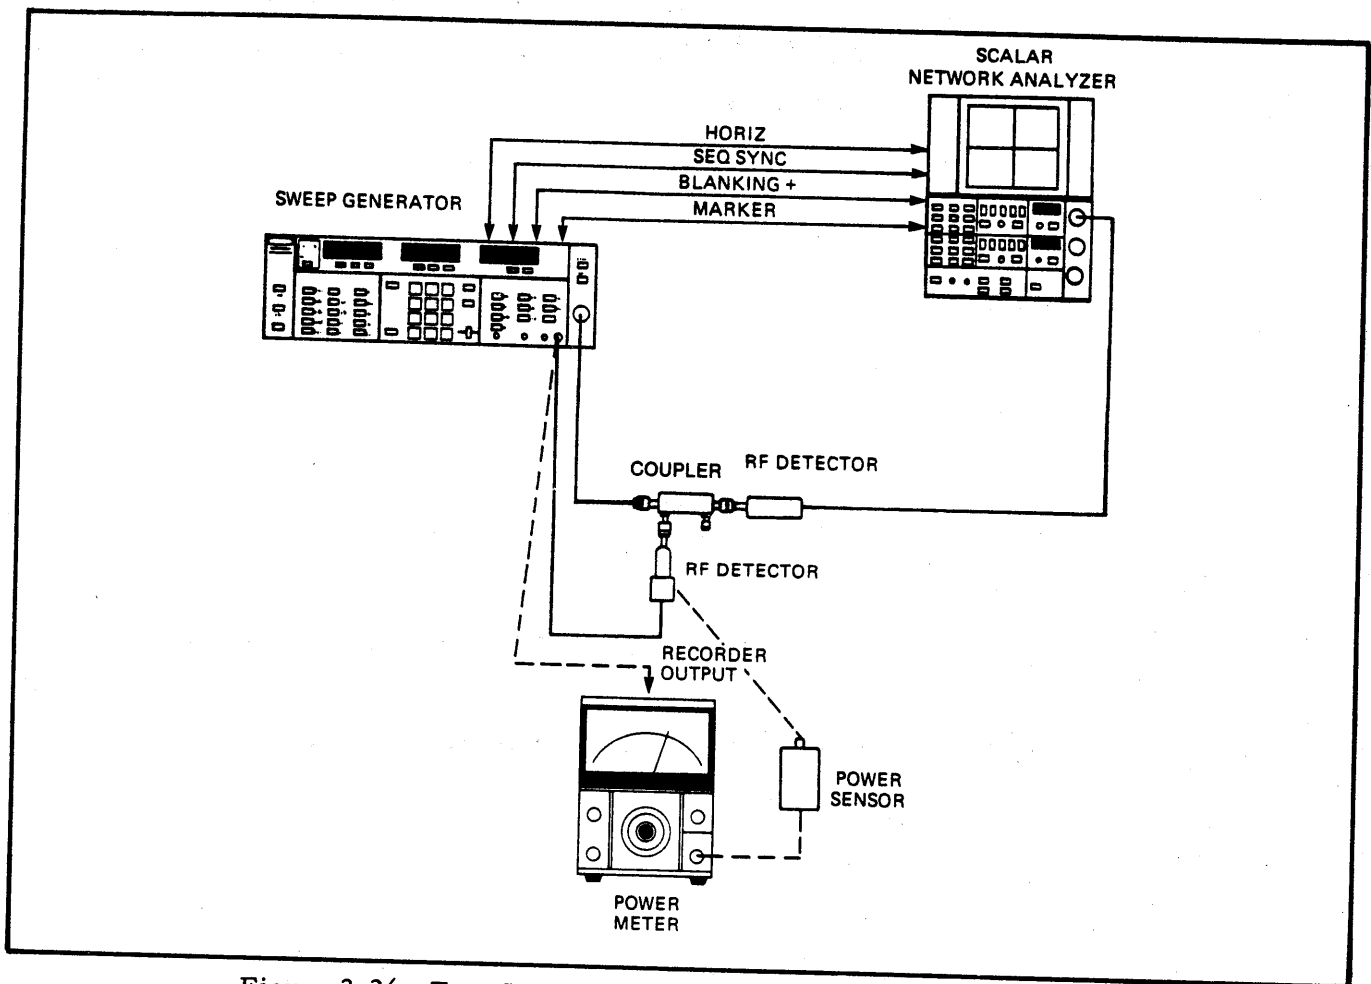 SCALAR
NETWORK ANALYZER
HORIZ
SEQ SYNC
BLANKING +
MARKER
SWEEP GENERATOR
COUPLER
RF DETECTOR
RF DETECTOR
RECORDER
OUTPUT
POWER
SENSOR
POWER
METER